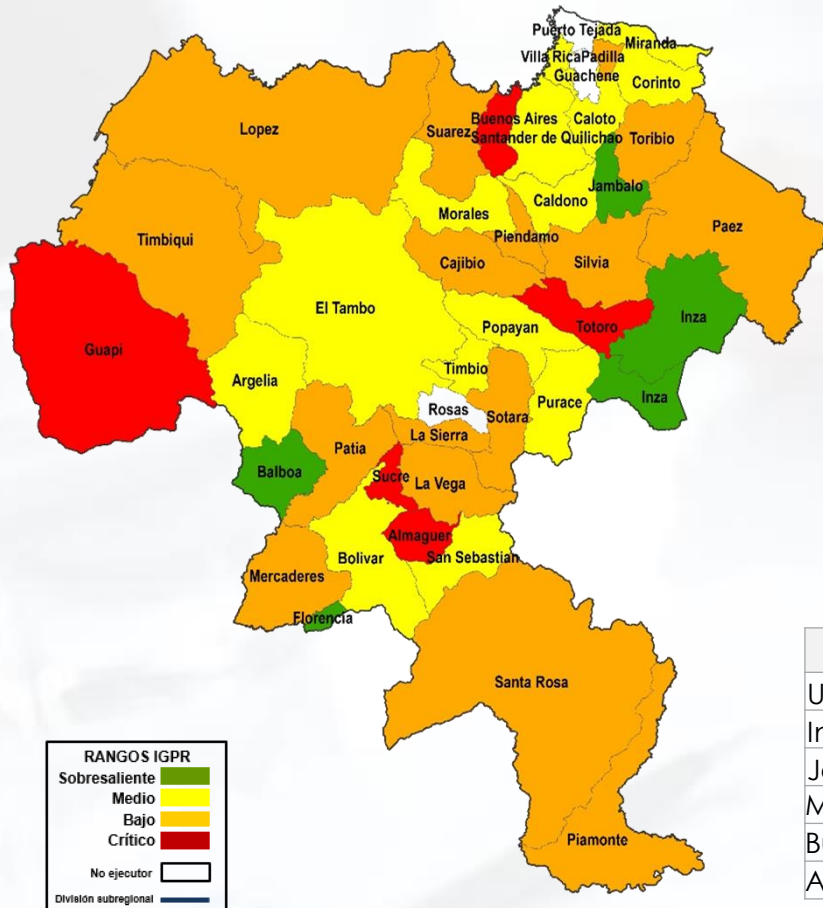 Puerto Tejada
Miranda
Villa Rica
Padilla
Guachene
Corinto
Lopez
Suarez
Buenos Aires
Caloto
Santander de Quilichao
Toribio
Jambalo
Morales
Caldono
Paez
Timbiqui
Piendamo
Cajibio
Silvia
El Tambo
Popayan
Totoro
Inza
Guapi
Argelia
Timbio
Purace
Inza
Rosas
Sotara
La Sierra
Patia
Balboa
Sucre
La Vega
Almaguer
Bolivar
San Sebastian
Mercaderes
Florencia
Santa Rosa
Piamonte
RANGOS IGPR
Sobresaliente
Medio
Bajo
Crítico
No ejecutor
División subregional
U
In
M
A